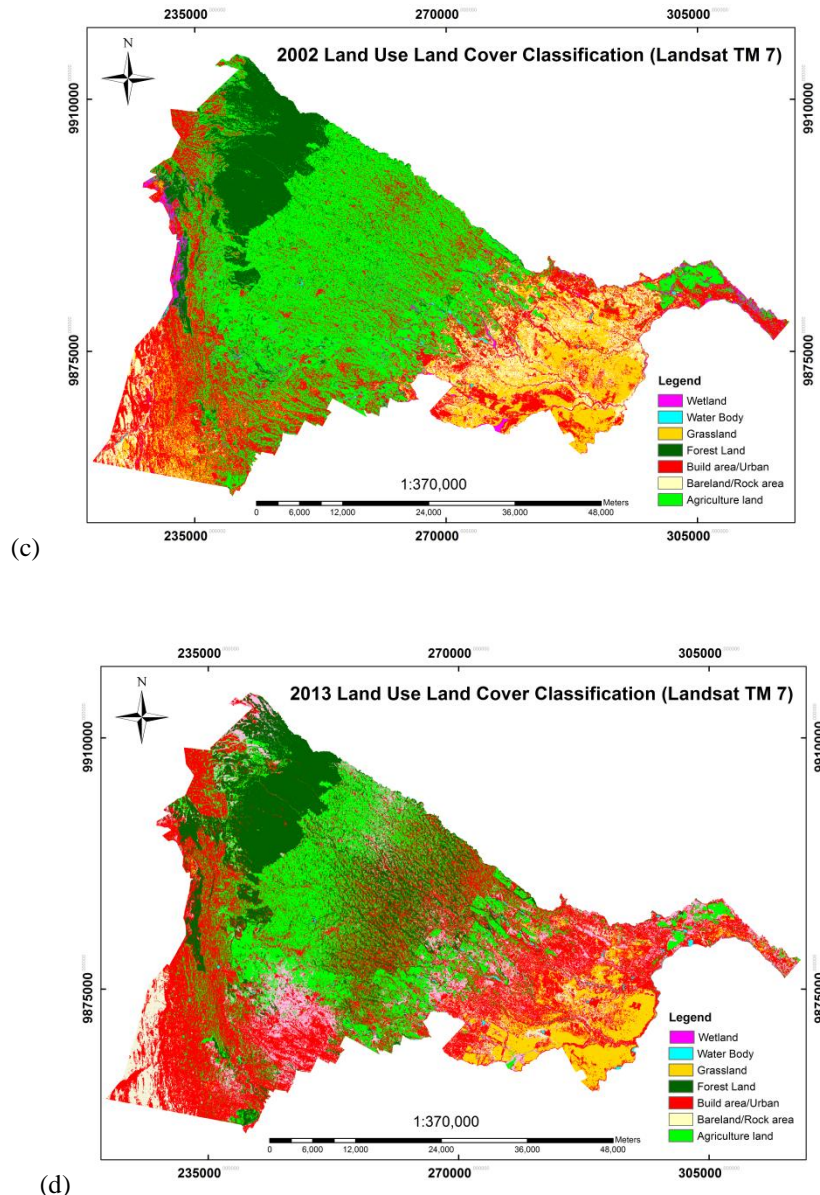 235000 270000 305000
N
2002 Land Use Land Cover Classification (Landsat TM 7)
9910000 9910000
9875000 9875000
Legend
Wetland
Water Body
Grassland
Forest Land
Build area/Urban
Bareland/Rock area
Agriculture land
1:370,000
Meters
0 6,000 12,000 24,000 36,000 48,000
235000 270000 305000
(c)
235000 270000 305000
N
2013 Land Use Land Cover Classification (Landsat TM 7)
9910000 9910000
9875000 9875000
Legend
Wetland
Water Body
Grassland
Forest Land
Build area/Urban
Bareland/Rock area
Agriculture land
1:370,000
Meters
0 6,000 12,000 24,000 36,000 48,000
235000 270000 305000
(d)